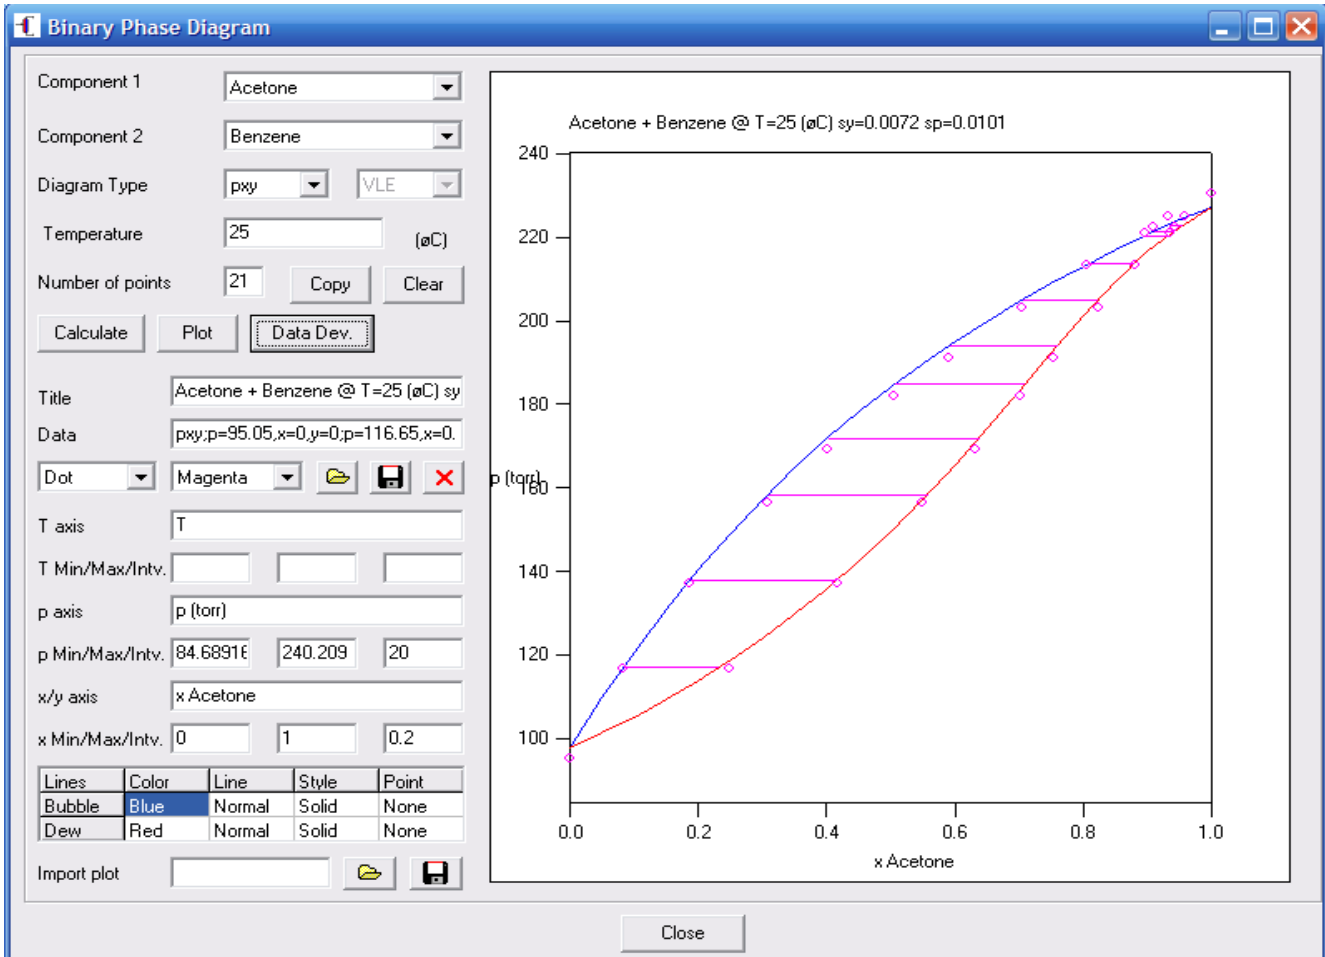 Binary Phase Diagram
Component 1 Acetone
Component 2 Benzene
Diagram Type pxy VLE
Temperature 25 (øC)
Number of points 21 Copy Clear
Calculate Plot Data Dev.
Title Acetone + Benzene @ T=25 (øC) sy
Data pxy;p=95.05,x=0,y=0;p=116.65,x=0.
Dot Magenta
T axis T
T Min/Max/Intv.
p axis p (torr)
p Min/Max/Intv. 84.68916 240.209 20
x/y axis x Acetone
x Min/Max/Intv. 0 1 0.2
Lines Color Line Style Point
Bubble Blue Normal Solid None
Dew Red Normal Solid None
Import plot
Acetone + Benzene @ T=25 (øC) sy=0.0072 sp=0.0101
240
220
200
180
p (torr)
160
140
120
100
0.0 0.2 0.4 0.6 0.8 1.0
x Acetone
Close